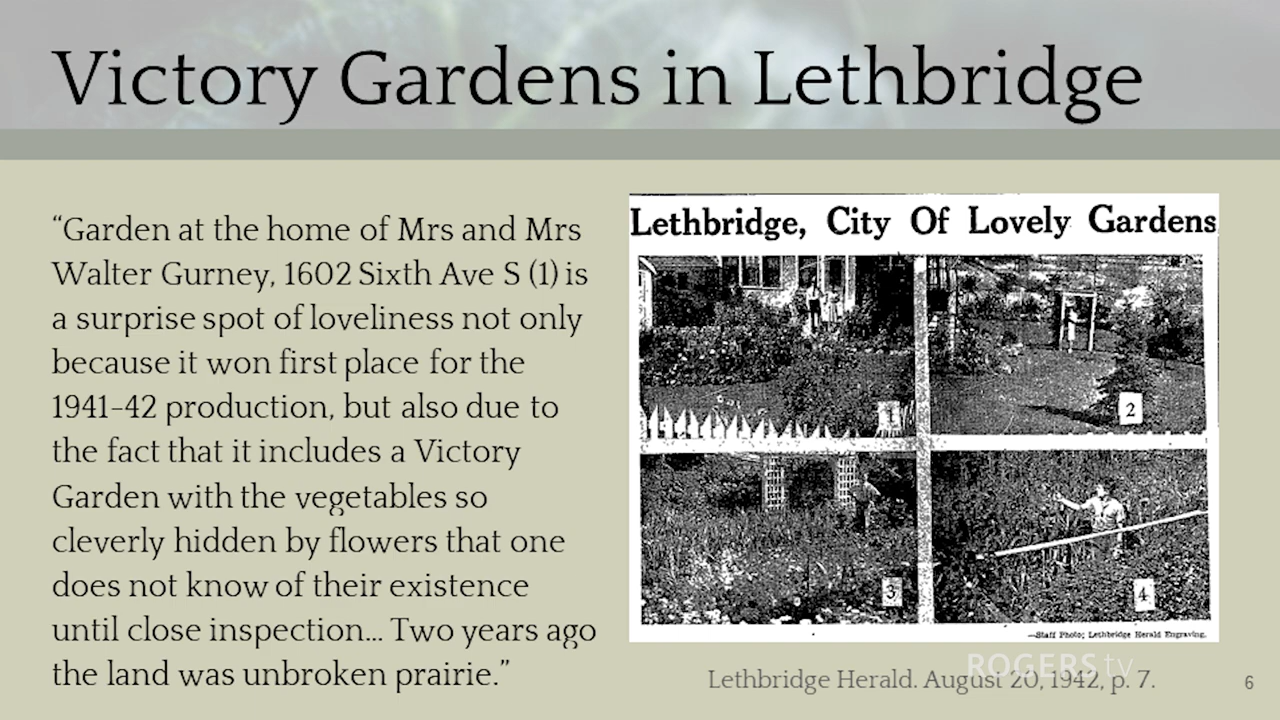 Victory Gardens in Lethbridge
“Garden at the home of Mrs and Mrs
Walter Gurney, 1602 Sixth Ave S (1) is
a surprise spot of loveliness not only
because it won first place for the
1941-42 production, but also due to
the fact that it includes a Victory
Garden with the vegetables so
cleverly hidden by flowers that one
does not know of their existence
until close inspection... Two years ago
the land was unbroken prairie.”
Lethbridge, City Of Lovely Gardens
1
2
3
4
—Staff Photo; Lethbridge Herald Engraving.
ROGERS tv
Lethbridge Herald. August 20, 1942, p. 7.
6